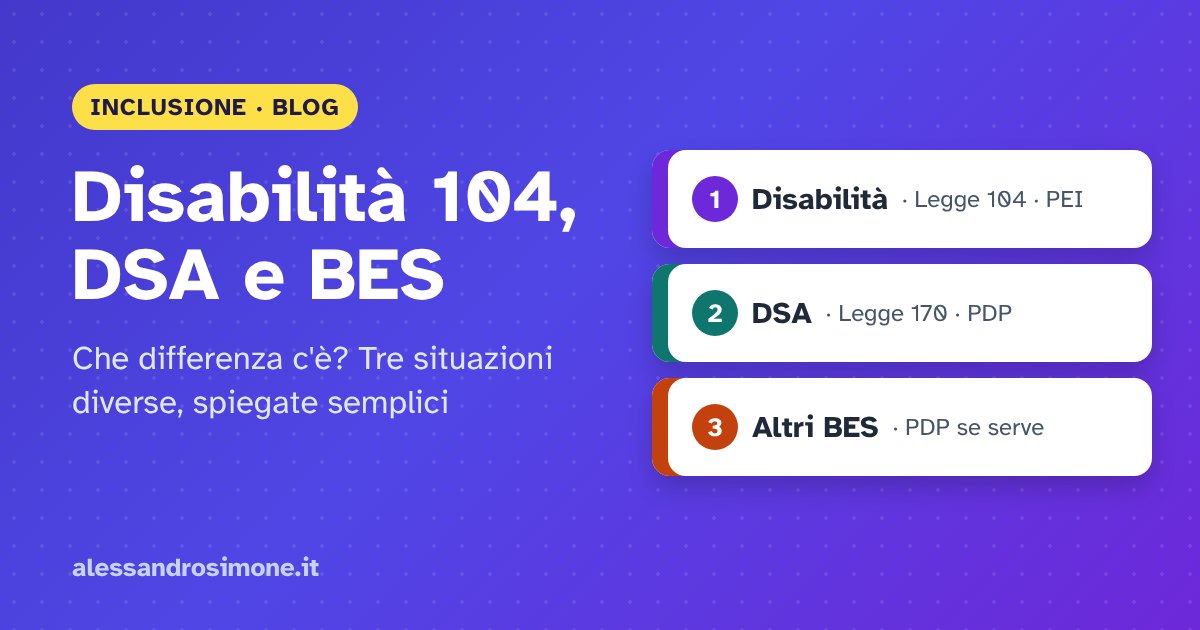 INCLUSIONE · BLOG
Disabilità 104,
DSA e BES
Che differenza c'è? Tre situazioni
diverse, spiegate semplici
1 Disabilità · Legge 104 · PEI
2 DSA · Legge 170 · PDP
3 Altri BES · PDP se serve
alessandrosimone.it